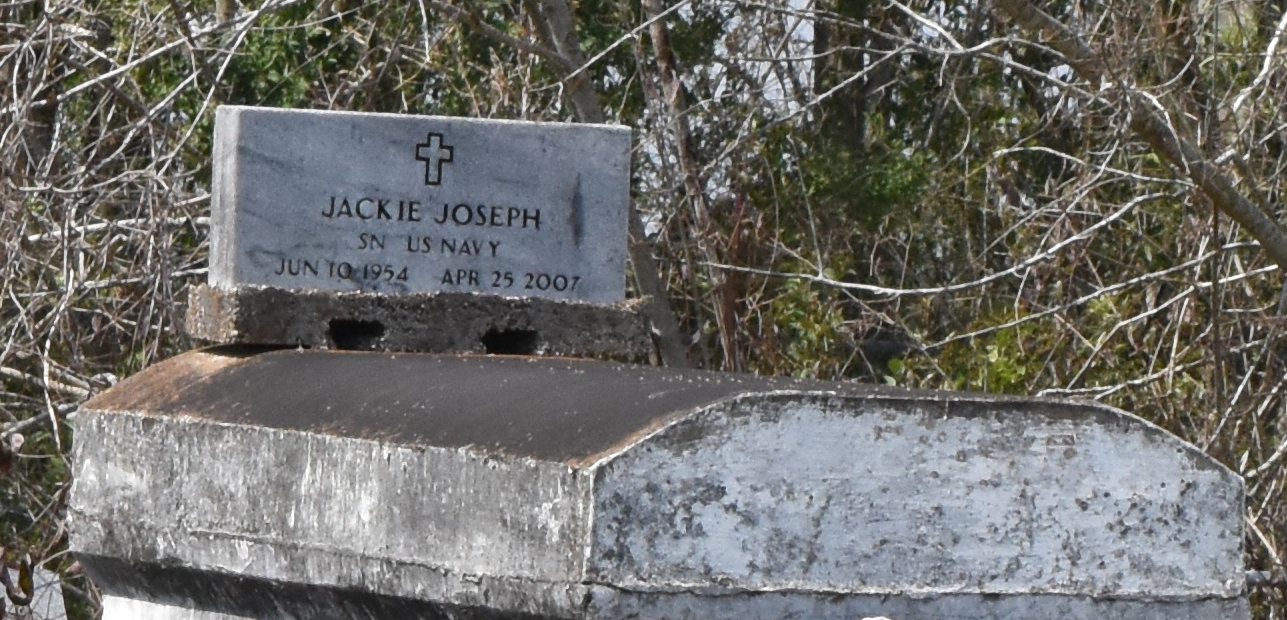 JACKIE JOSEPH
SN US NAVY
JUN 10 1954 APR 25 2007